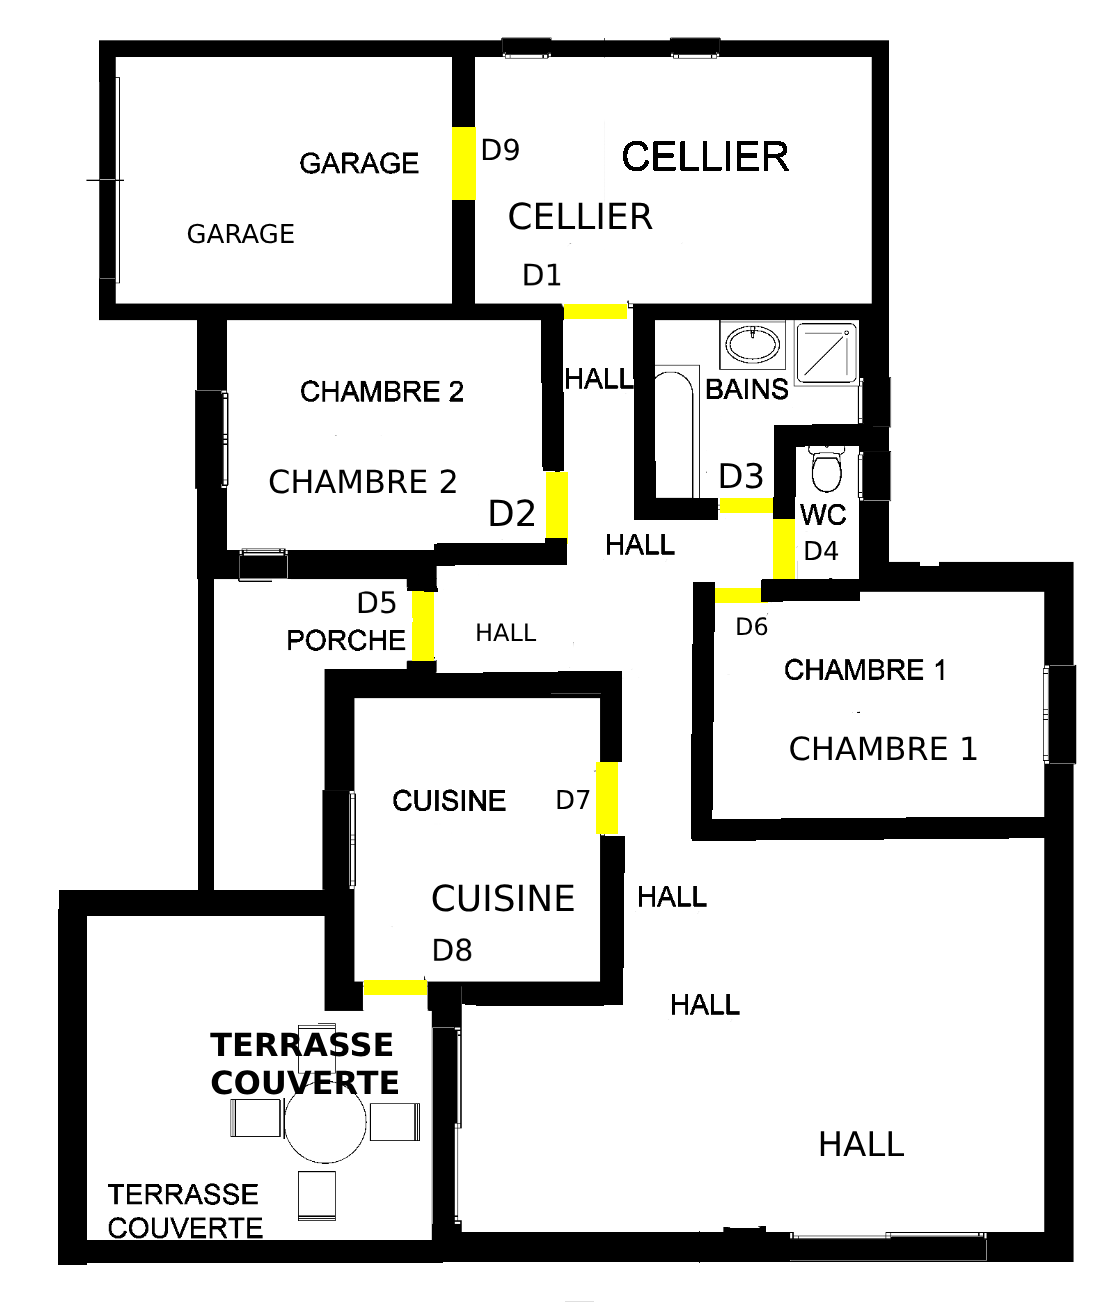 D9
CELLIER
GARAGE
CELLIER
GARAGE
D1
HALL
CHAMBRE 2
BAINS
CHAMBRE 2
D3
D2
WC
HALL
D4
D5
HALL
D6
PORCHE
CHAMBRE 1
CHAMBRE 1
CUISINE
D7
CUISINE
HALL
D8
HALL
TERRASSE
COUVERTE
HALL
TERRASSE
COUVERTE